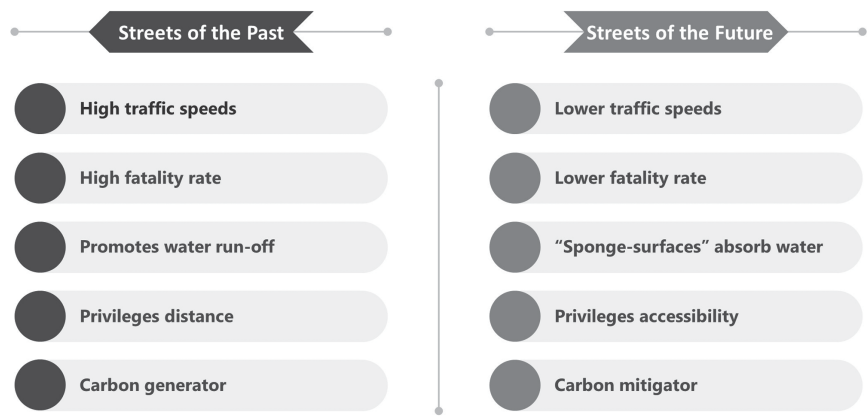 Streets of the Past
High traffic speeds
High fatality rate
Promotes water run-off
Privileges distance
Carbon generator
Streets of the Future
Lower traffic speeds
Lower fatality rate
“Sponge-surfaces” absorb water
Privileges accessibility
Carbon mitigator